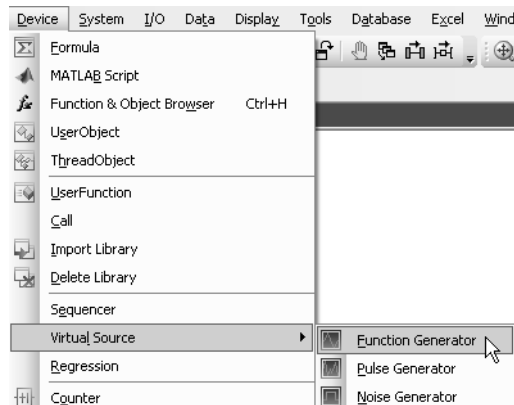 Device System I/O Data Display Tools Database Excel Wind
Formula
MATLAB Script
Function & Object Browser Ctrl+H
UserObject
ThreadObject
UserFunction
Call
Import Library
Delete Library
Sequencer
Virtual Source
Function Generator
Regression
Pulse Generator
Counter
Noise Generator